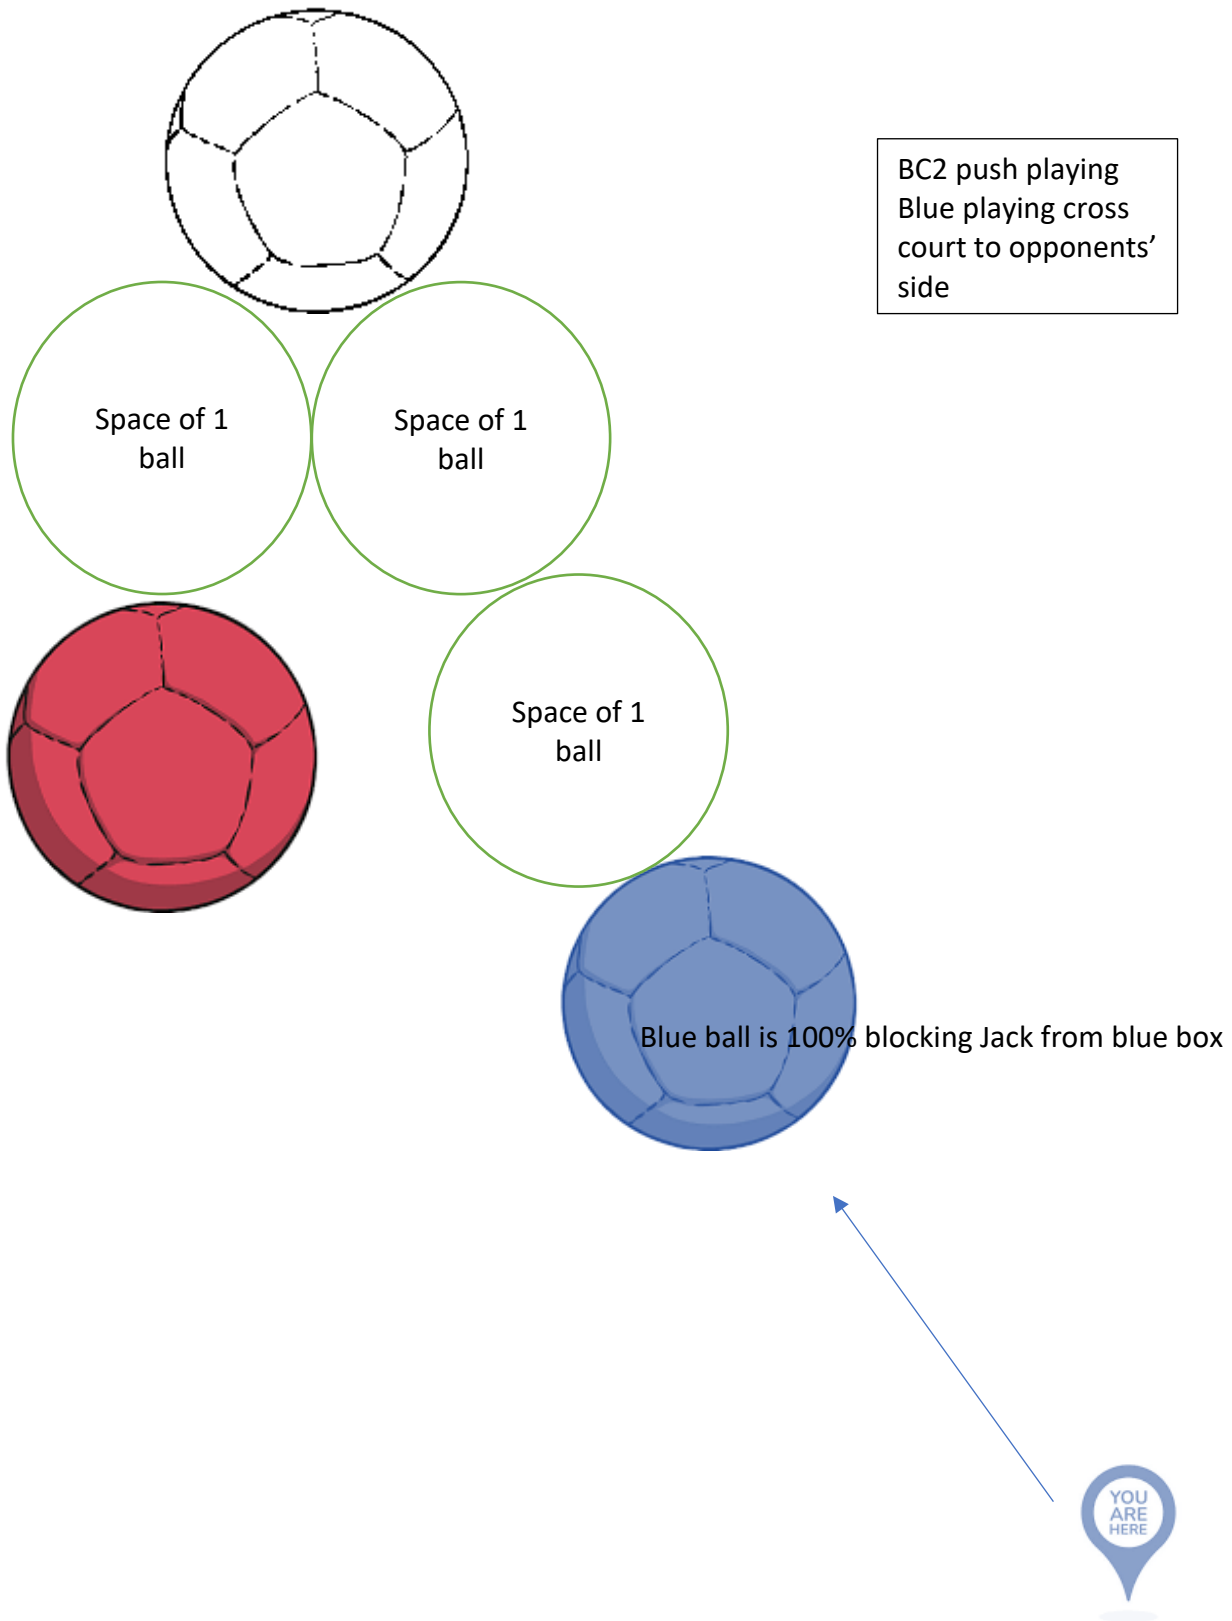 BC2 push playing
Blue playing cross
court to opponents’
side
Space of 1
ball
Space of 1
ball
Space of 1
ball
Blue ball is 100% blocking Jack from blue box
YOU
ARE
HERE